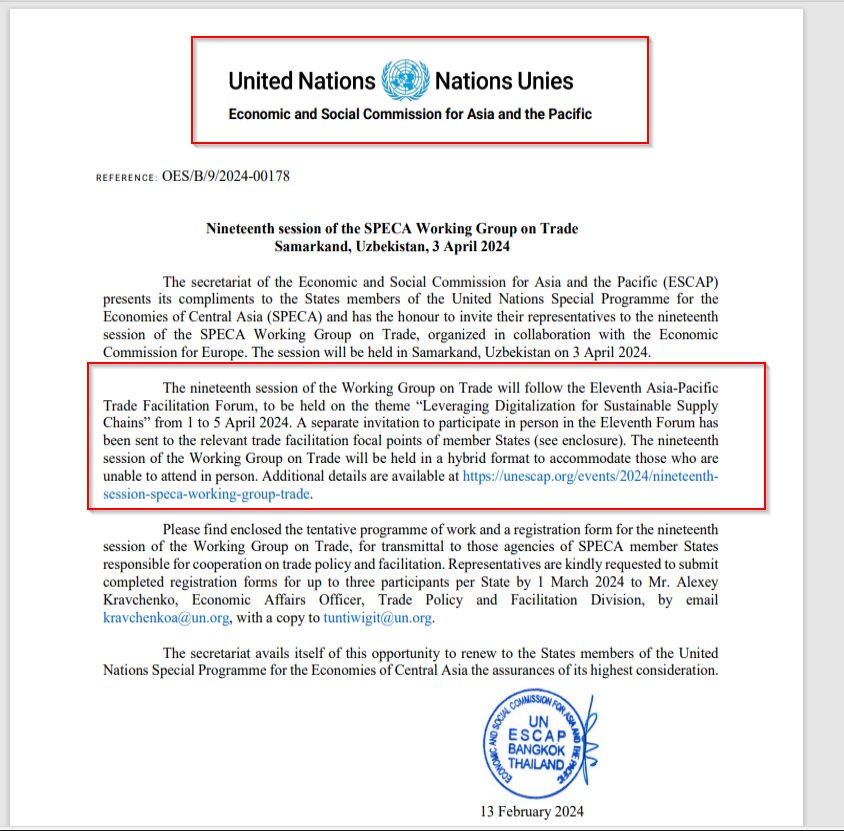 United Nations Nations Unies
Economic and Social Commission for Asia and the Pacific
REFERENCE: OES/B/9/2024-00178
Nineteenth session of the SPECA Working Group on Trade
Samarkand, Uzbekistan, 3 April 2024
The secretariat of the Economic and Social Commission for Asia and the Pacific (ESCAP)
presents its compliments to the States members of the United Nations Special Programme for the
Economies of Central Asia (SPECA) and has the honour to invite their representatives to the nineteenth
session of the SPECA Working Group on Trade, organized in collaboration with the Economic
Commission for Europe. The session will be held in Samarkand, Uzbekistan on 3 April 2024.
The nineteenth session of the Working Group on Trade will follow the Eleventh Asia-Pacific
Trade Facilitation Forum, to be held on the theme “Leveraging Digitalization for Sustainable Supply
Chains” from 1 to 5 April 2024. A separate invitation to participate in person in the Eleventh Forum has
been sent to the relevant trade facilitation focal points of member States (see enclosure). The nineteenth
session of the Working Group on Trade will be held in a hybrid format to accommodate those who are
unable to attend in person. Additional details are available at https://unescap.org/events/2024/nineteenth-
session-speca-working-group-trade.
Please find enclosed the tentative programme of work and a registration form for the nineteenth
session of the Working Group on Trade, for transmittal to those agencies of SPECA member States
responsible for cooperation on trade policy and facilitation. Representatives are kindly requested to submit
completed registration forms for up to three participants per State by 1 March 2024 to Mr. Alexey
Kravchenko, Economic Affairs Officer, Trade Policy and Facilitation Division, by email
kravchenkoa@un.org, with a copy to tuntiwigit@un.org.
The secretariat avails itself of this opportunity to renew to the States members of the United
Nations Special Programme for the Economies of Central Asia the assurances of its highest consideration.
ECONOMIC AND SOCIAL COMMISSION FOR ASIA AND THE PACIFIC
UN
ESCAP
BANGKOK
THAILAND
13 February 2024